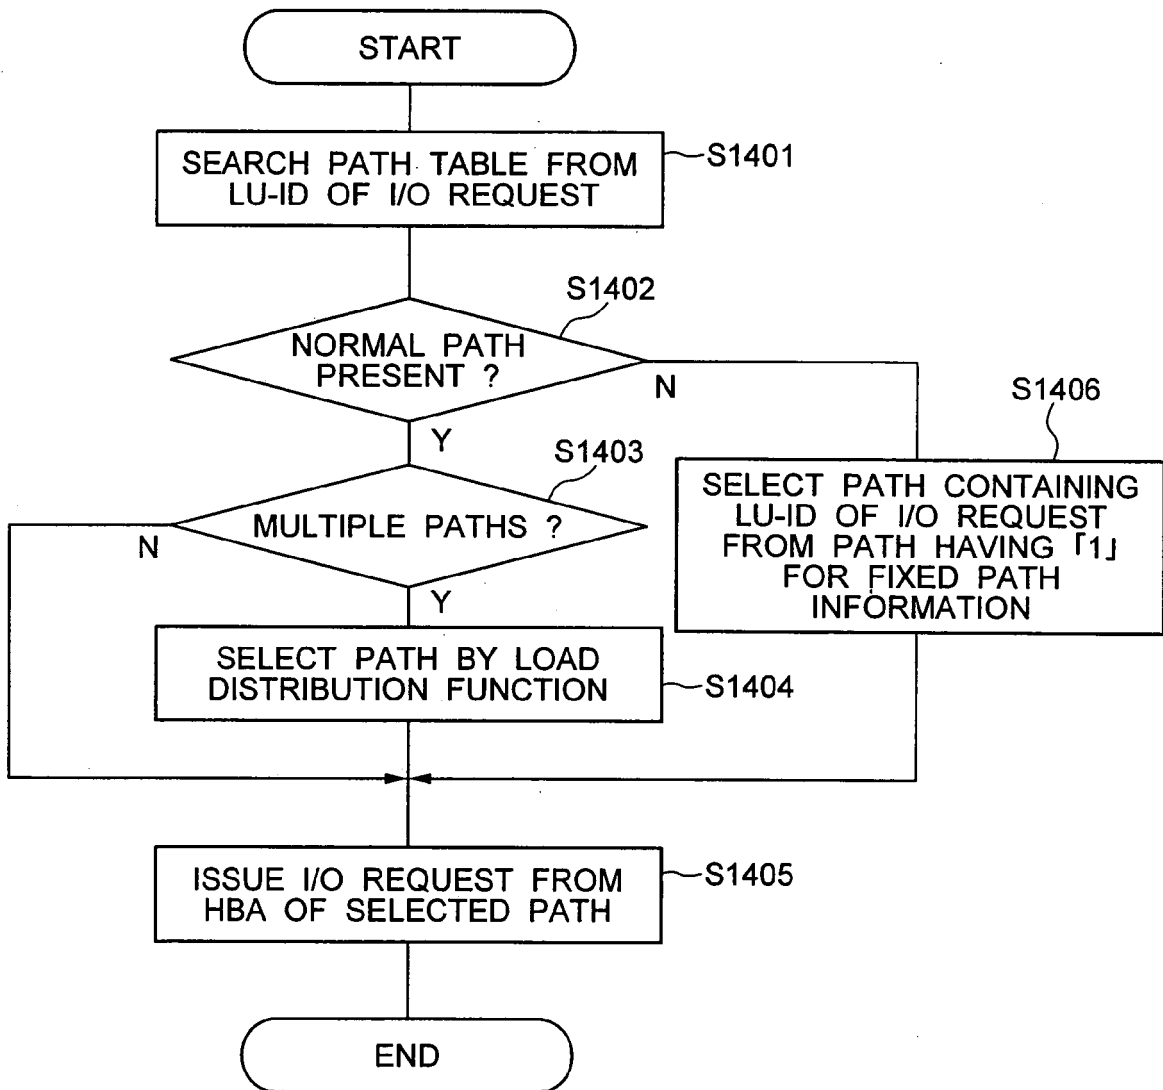 START
SEARCH PATH TABLE FROM
LU-ID OF I/O REQUEST
S1401
S1402
NORMAL PATH
PRESENT ?
N
Y
S1406
SELECT PATH CONTAINING
LU-ID OF I/O REQUEST
FROM PATH HAVING「1」
FOR FIXED PATH
INFORMATION
S1403
MULTIPLE PATHS ?
N
Y
SELECT PATH BY LOAD
DISTRIBUTION FUNCTION
S1404
ISSUE I/O REQUEST FROM
HBA OF SELECTED PATH
S1405
END